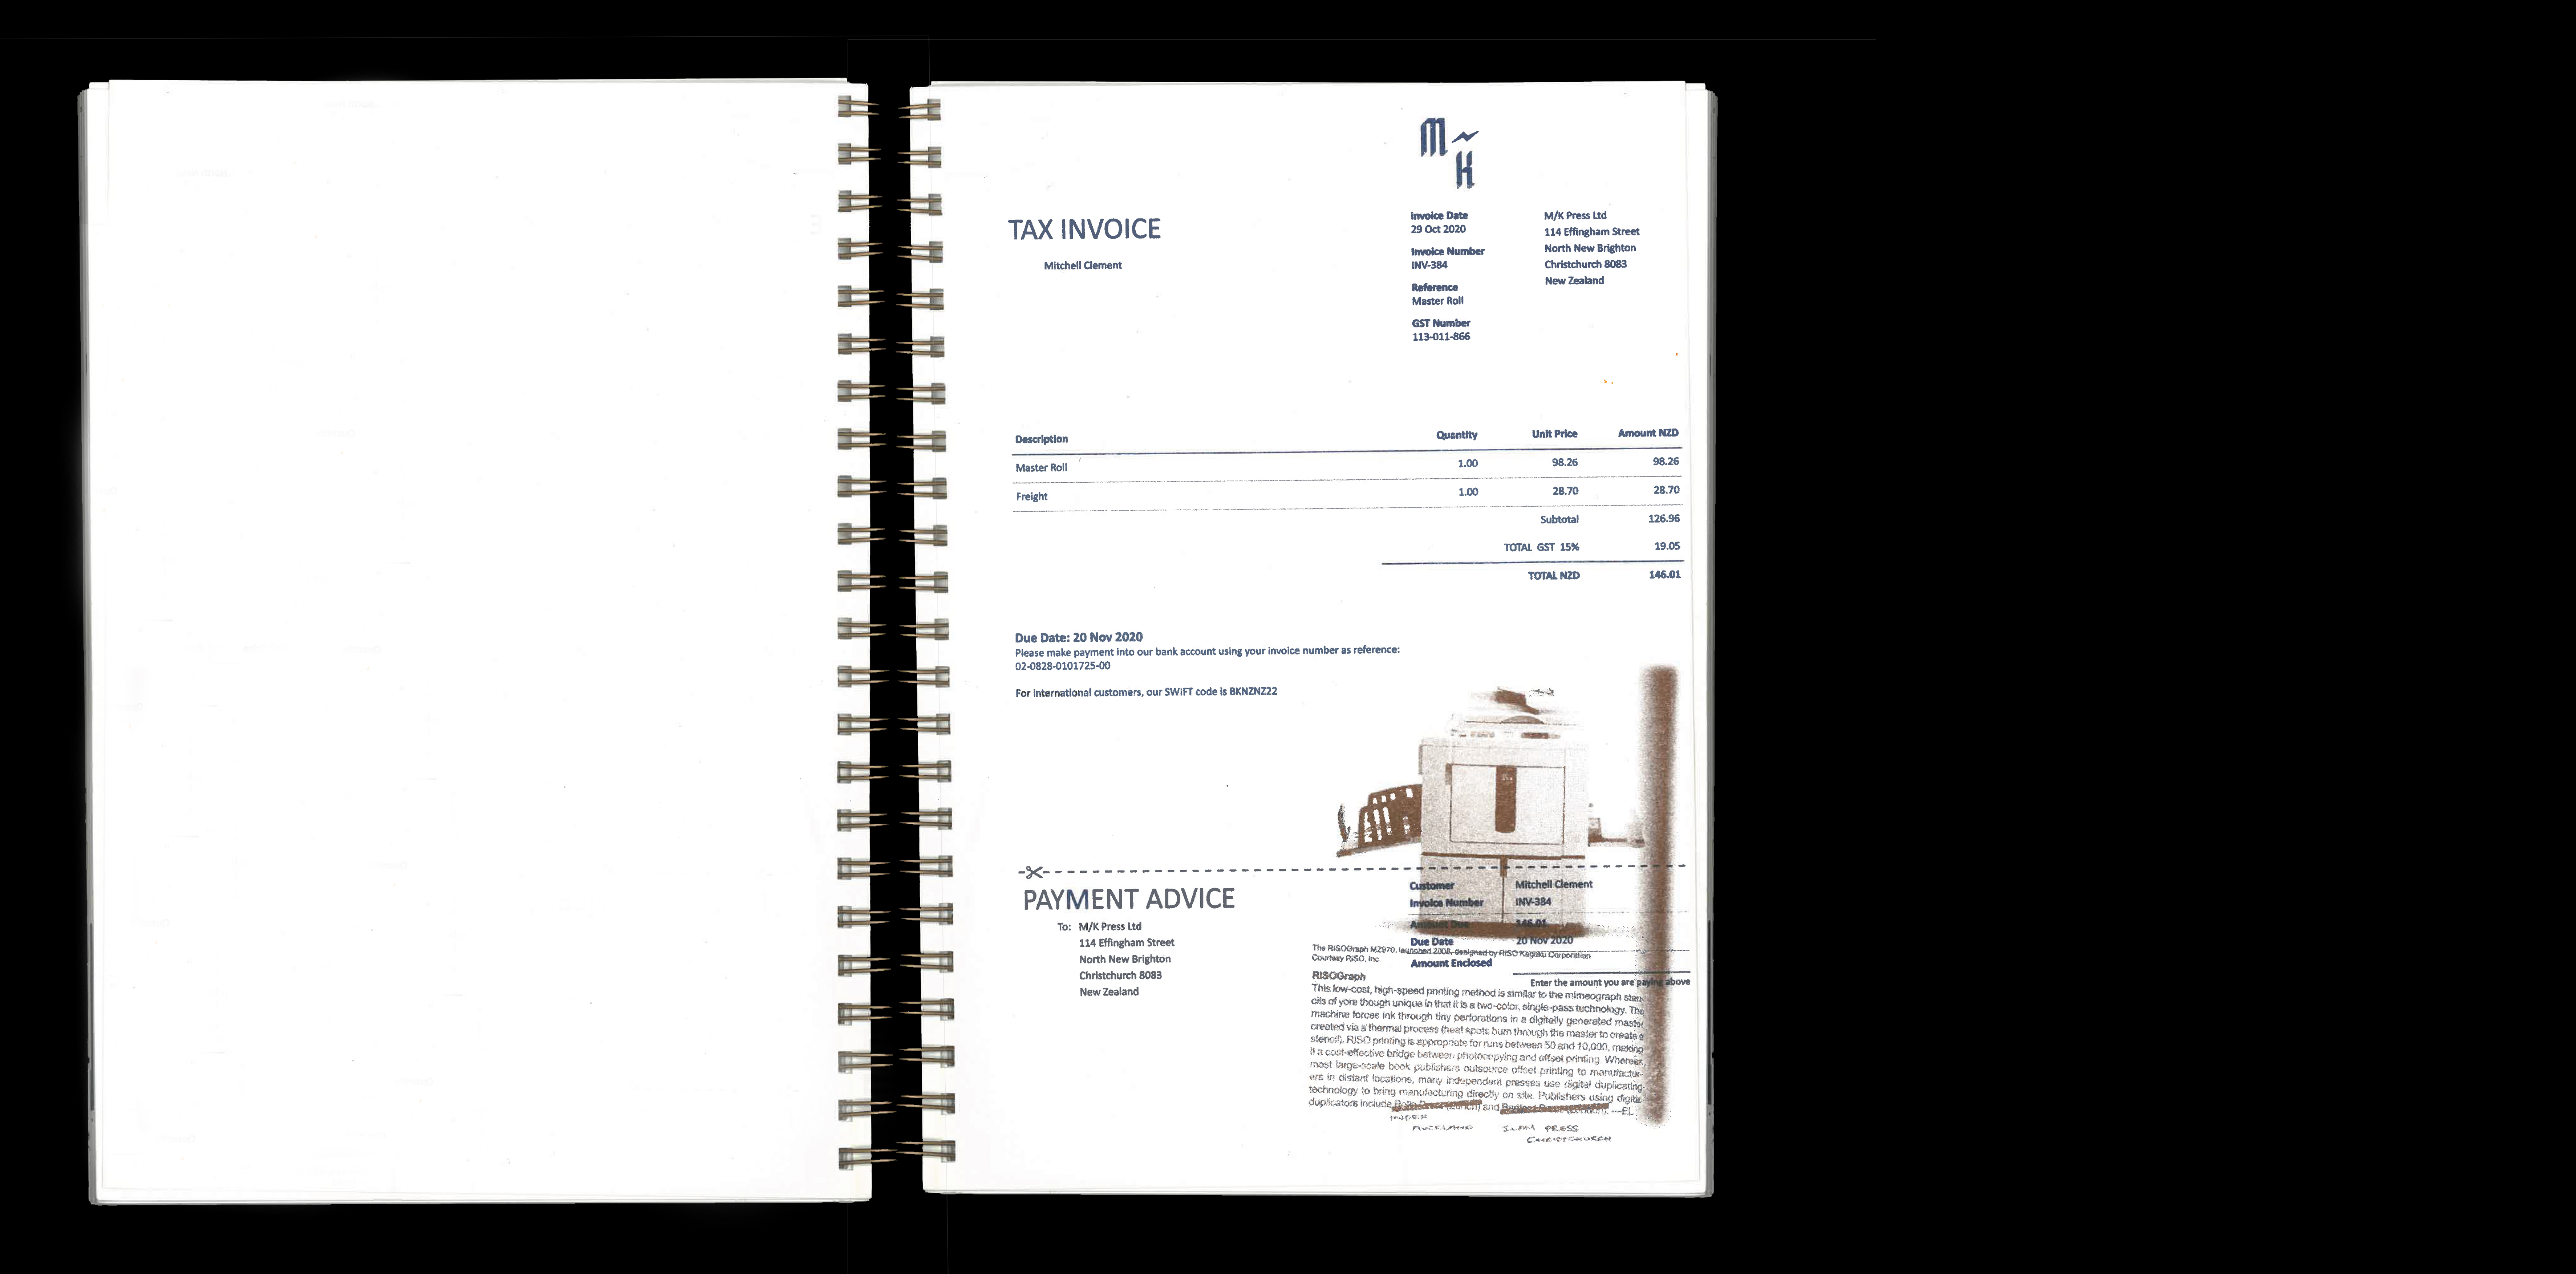 M~K
TAX INVOICE
Mitchell Clement
Invoice Date
29 Oct 2020
Invoice Number
INV-384
Reference
Master Roll
GST Number
113-011-866
M/K Press Ltd
114 Effingham Street
North New Brighton
Christchurch 8083
New Zealand
Description Quantity Unit Price Amount NZD
Master Roll 1.00 98.26 98.26
Freight 1.00 28.70 28.70
Subtotal 126.96
TOTAL GST 15% 19.05
TOTAL NZD 146.01
Due Date: 20 Nov 2020
Please make payment into our bank account using your invoice number as reference:
02-0828-0101725-00
For international customers, our SWIFT code is BKNZNZ22
PAYMENT ADVICE
To: M/K Press Ltd
114 Effingham Street
North New Brighton
Christchurch 8083
New Zealand
Customer Mitchell Clement
Invoice Number INV-384
Amount Due 146.01
Due Date 20 Nov 2020
Amount Enclosed
Enter the amount you are paying above
The RISOGraph MZ970, launched 2008, designed by RISO Kagaku Corporation
Courtesy RISO, Inc.
RISOGraph
This low-cost, high-speed printing method is similar to the mimeograph sten-
cils of yore though unique in that it is a two-color, single-pass technology. The
machine forces ink through tiny perforations in a digitally generated master
created via a thermal process (heat spots burn through the master to create a
stencil). RISO printing is appropriate for runs between 50 and 10,000, making
it a cost-effective bridge between photocopying and offset printing. Whereas
most large-scale book publishers outsource offset printing to manufactur-
ers in distant locations, many independent presses use digital duplicating
technology to bring manufacturing directly on site. Publishers using digital
duplicators include and —EL
INDEX
AUCKLAND
ILAM PRESS
CHRISTCHURCH